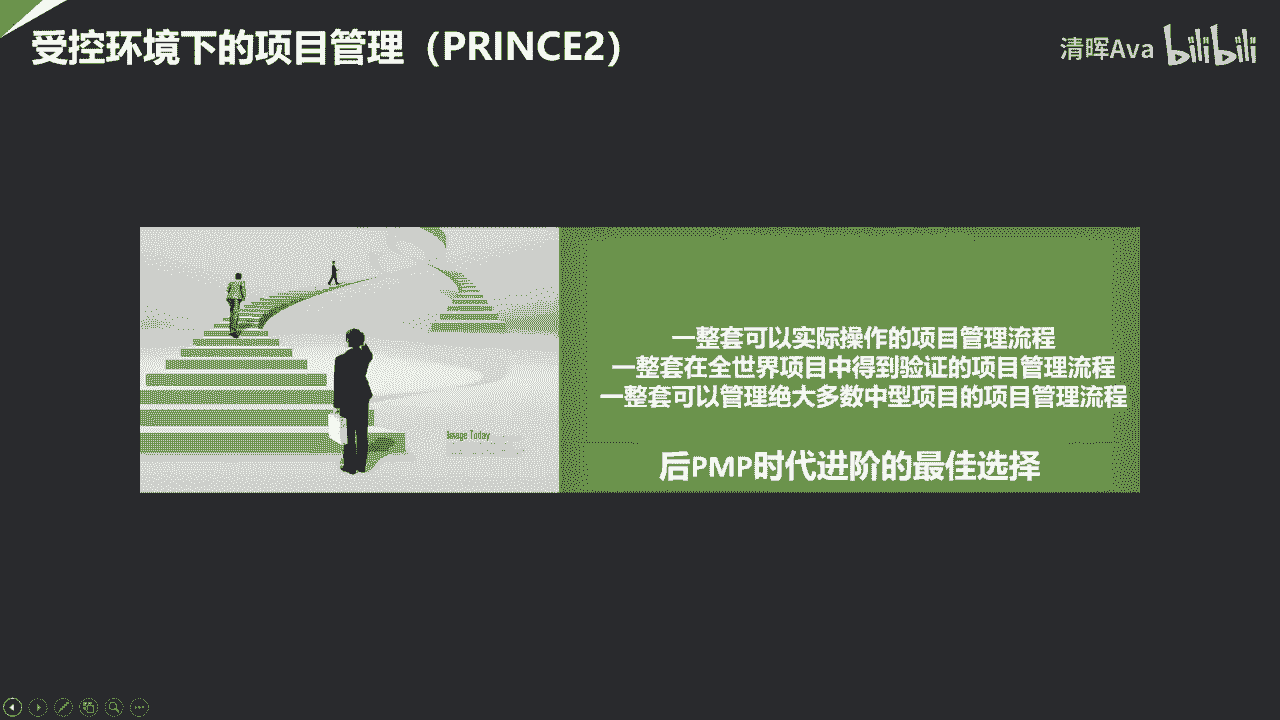 受控环境下的项目管理（PRINCE2）
清晖Ava bilibili
一整套可以实际操作的项目管理流程
一整套在全世界项目中得到验证的项目管理流程
一整套可以管理绝大多数中型项目的项目管理流程
Image Today
后PMP时代进阶的最佳选择